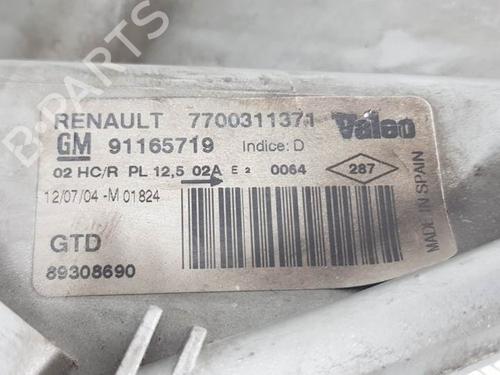 RENAULT 7700311371 Valeo
GM 91165719 Indice: D
02 HC/R PL 12,5 02A E 2 0064 287
12/07/04 -M 01824
GTD
89308690
MADE IN SPAIN
B-PARTS